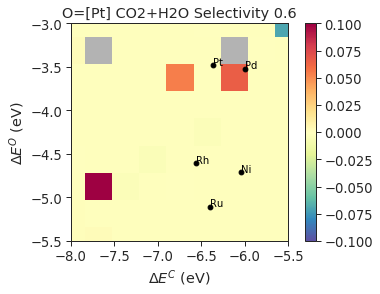 O=[Pt] CO2+H2O Selectivity 0.6
−3.0
−3.5
−4.0
−4.5
−5.0
−5.5
ΔE^O (eV)
Pt
Pd
Rh
Ni
Ru
−8.0 −7.5 −7.0 −6.5 −6.0 −5.5
ΔE^C (eV)
0.100
0.075
0.050
0.025
0.000
−0.025
−0.050
−0.075
−0.100